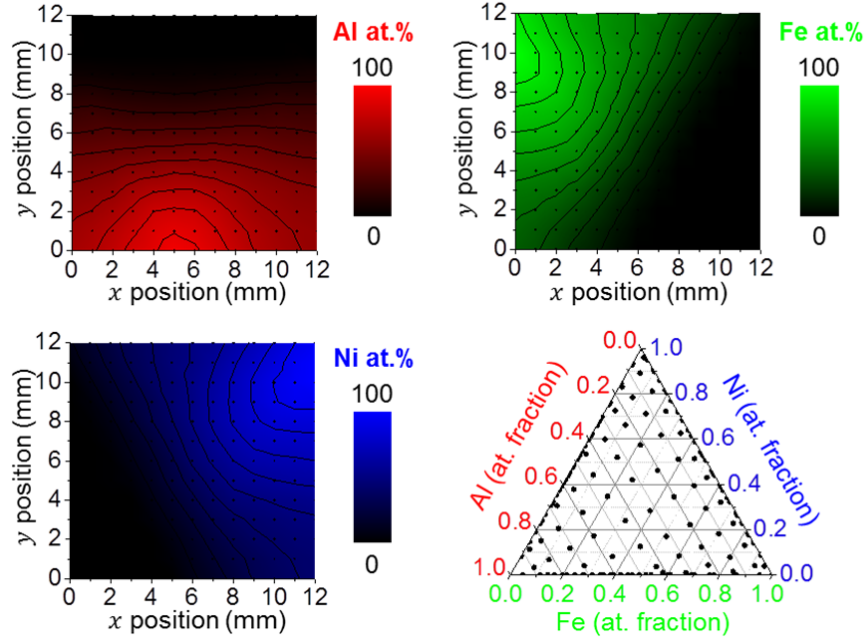 Al at.%
100
0
12
10
8
6
4
2
0
y position (mm)
0 2 4 6 8 10 12
x position (mm)
Fe at.%
100
0
12
10
8
6
4
2
0
y position (mm)
0 2 4 6 8 10 12
x position (mm)
Ni at.%
100
0
12
10
8
6
4
2
0
y position (mm)
0 2 4 6 8 10 12
x position (mm)
0.0
0.2
0.4
0.6
0.8
1.0
Al (at. fraction)
1.0
0.8
0.6
0.4
0.2
0.0
Ni (at. fraction)
0.0 0.2 0.4 0.6 0.8 1.0
Fe (at. fraction)